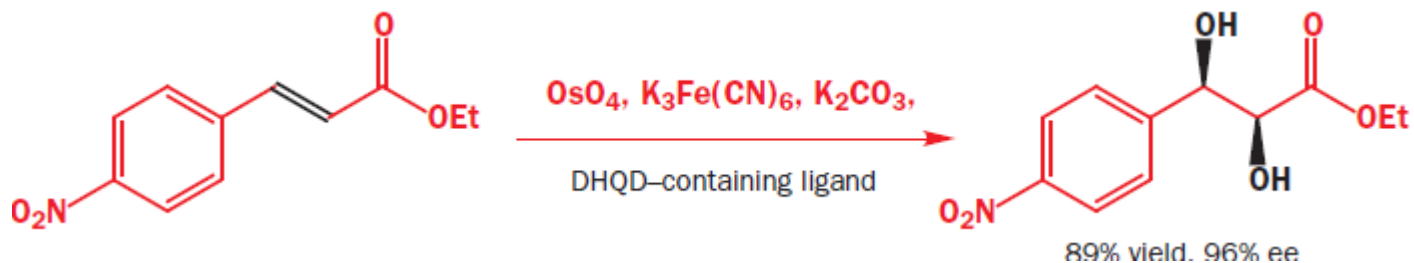 O
OEt
O₂N
OsO₄, K₃Fe(CN)₆, K₂CO₃,
DHQD–containing ligand
OH
O
OEt
OH
O₂N
89% yield, 96% ee